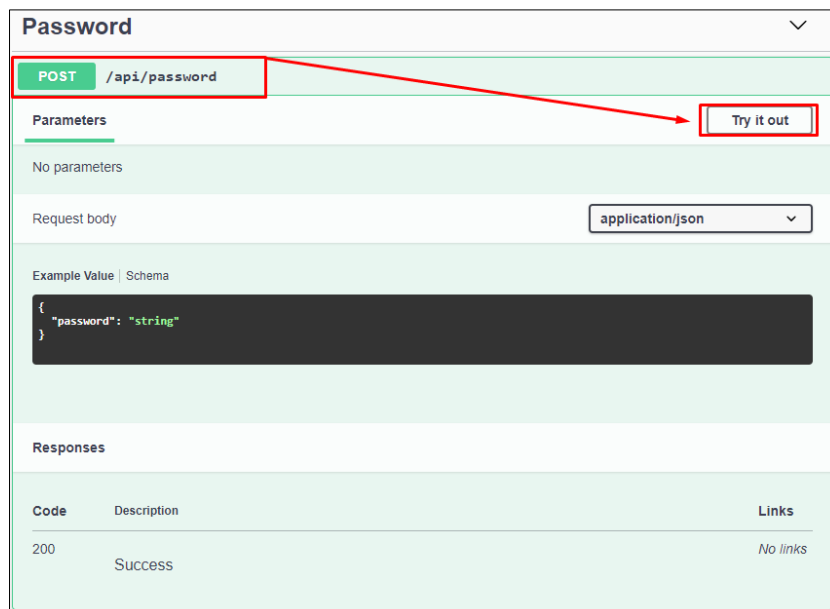 Password
POST /api/password
Parameters
Try it out
No parameters
Request body
application/json
Example Value | Schema
{
"password": "string"
}
Responses
Code Description Links
200 Success No links